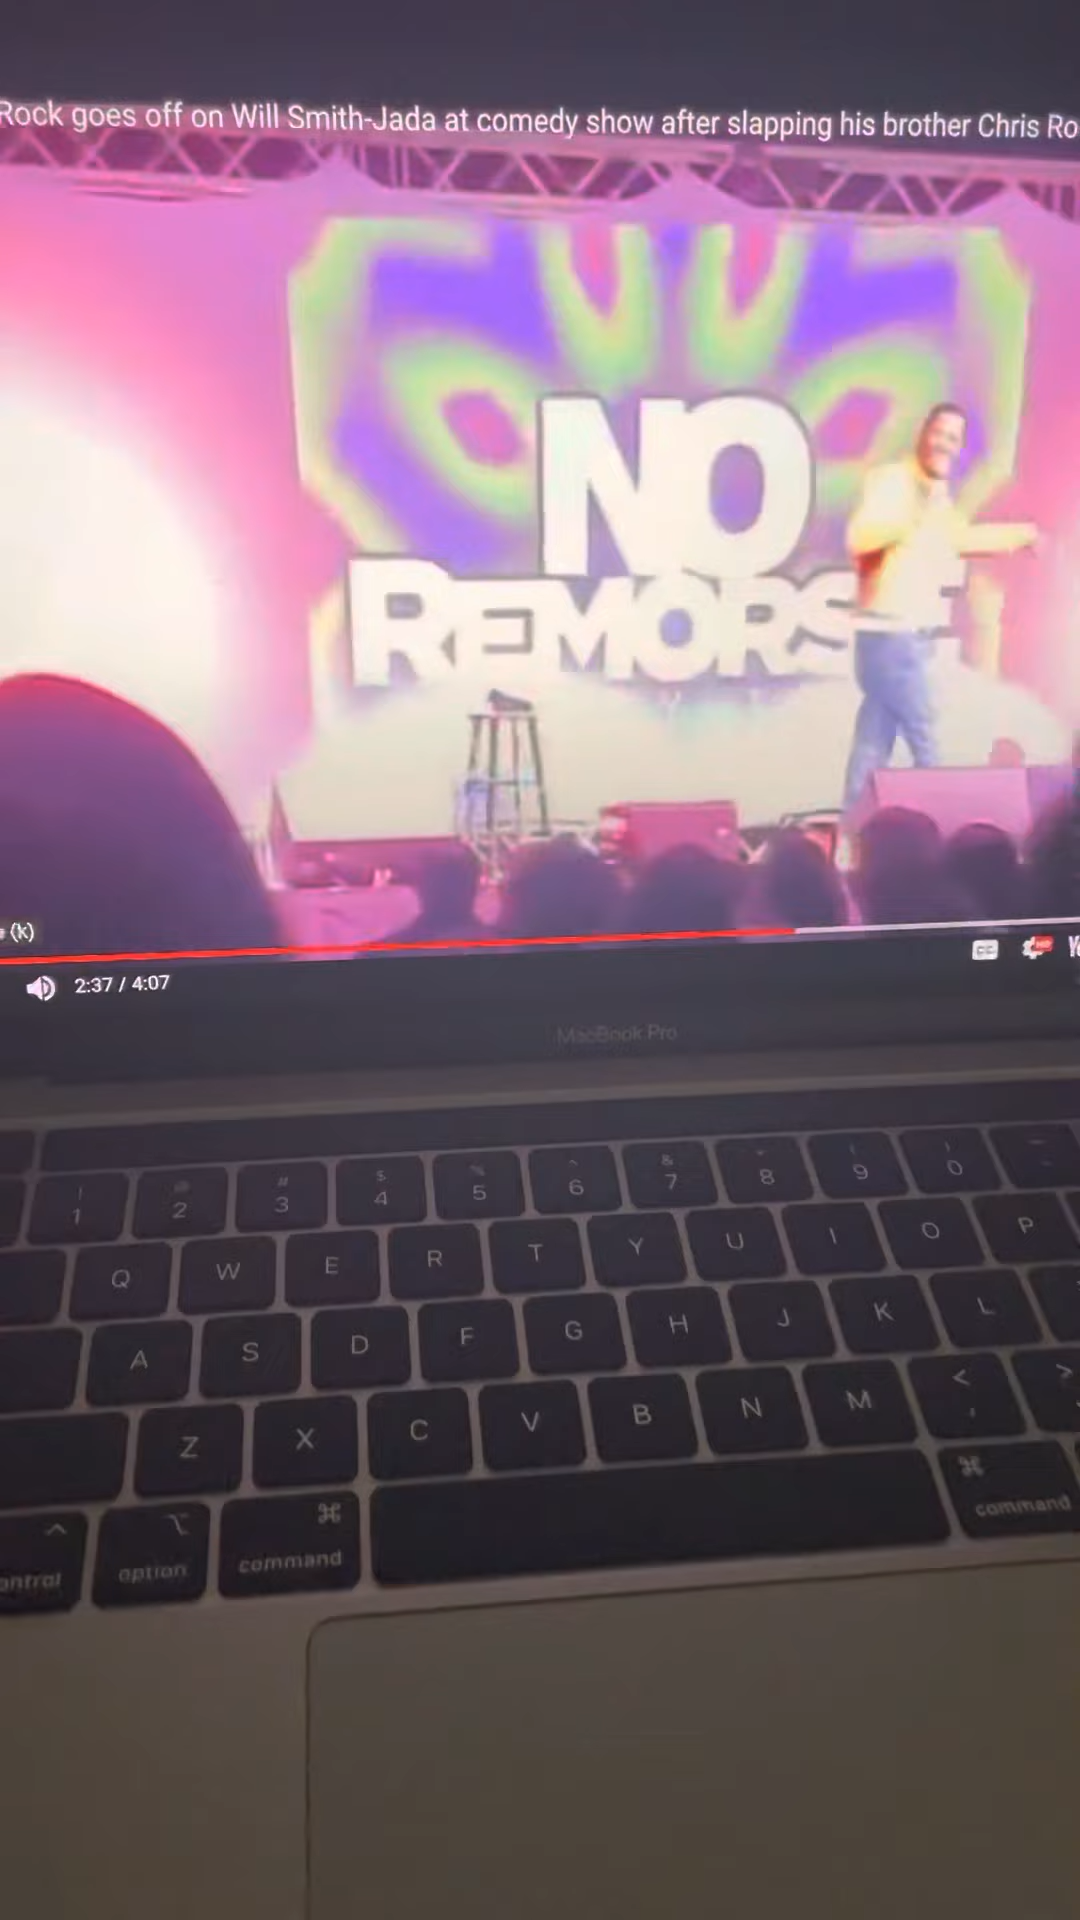 Rock goes off on Will Smith-Jada at comedy show after slapping his brother Chris Ro
NO
REMORSE
(k)
2:37 / 4:07
CC
HD
MacBook Pro
! @ # $ % ^ & * ( ) _
1 2 3 4 5 6 7 8 9 0 -
Q W E R T Y U I O P
A S D F G H J K L
Z X C V B N M < >
,
^ ⌥ ⌘ ⌘
ontrol option command command